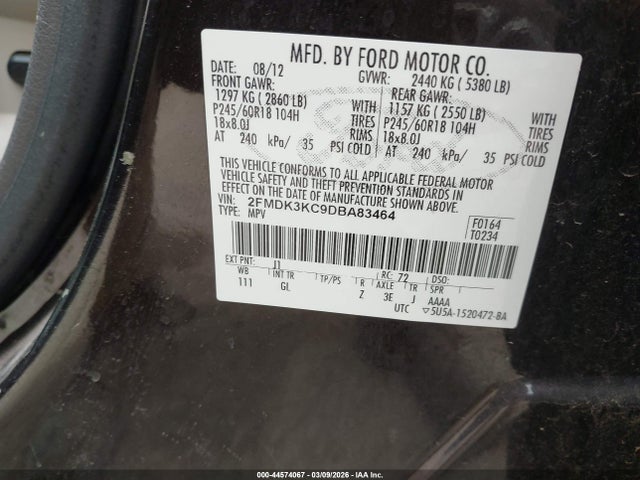 MFD. BY FORD MOTOR CO.
DATE: 08/12 GVWR: 2440 KG ( 5380 LB)
FRONT GAWR: REAR GAWR:
1297 KG ( 2860 LB) WITH 1157 KG ( 2550 LB) WITH
P245/60R18 104H TIRES P245/60R18 104H TIRES
18x8.0J RIMS 18x8.0J RIMS
AT 240 kPa/ 35 PSI COLD AT 240 kPa/ 35 PSI COLD
THIS VEHICLE CONFORMS TO ALL APPLICABLE FEDERAL MOTOR
VEHICLE SAFETY AND THEFT PREVENTION STANDARDS IN
EFFECT ON THE DATE OF MANUFACTURE SHOWN ABOVE.
VIN: 2FMDK3KC9DBA83464 F0164
TYPE: MPV T0234
EXT PNT: J1 RC: 72 DSO:
WB INT TR TP/PS R AXLE TR SPR
111 GL Z 3E J AAAA
UTC ▽5U5A-1520472-BA
000-44574067 - 03/09/2026 - IAA 4464